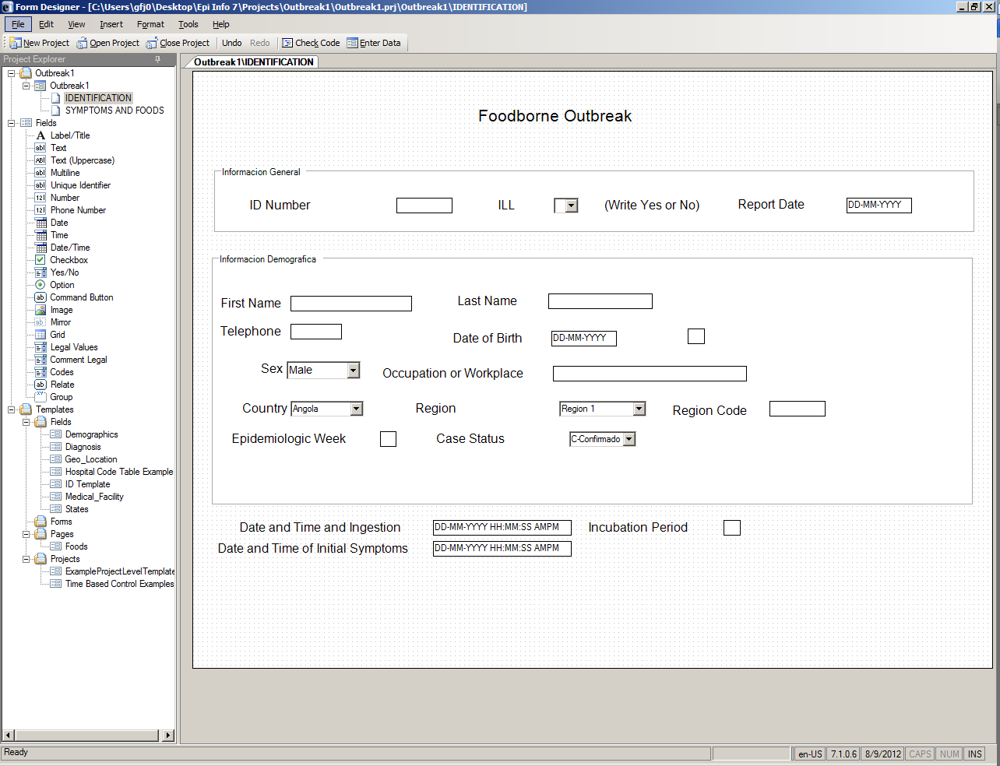 Form Designer - [C:\Users\gfj0\Desktop\Epi Info 7\Projects\Outbreak1\Outbreak1.prj\Outbreak1\IDENTIFICATION]
File Edit View Insert Format Tools Help
New Project Open Project Close Project Undo Redo Check Code Enter Data
Project Explorer
Outbreak1
Outbreak1
IDENTIFICATION
SYMPTOMS AND FOODS
Fields
Label/Title
Text
Text (Uppercase)
Multiline
Unique Identifier
Number
Phone Number
Date
Time
Date/Time
Checkbox
Yes/No
Option
Command Button
Image
Mirror
Grid
Legal Values
Comment Legal
Codes
Relate
Group
Templates
Fields
Demographics
Diagnosis
Geo_Location
Hospital Code Table Example
ID Template
Medical_Facility
States
Forms
Pages
Foods
Projects
ExampleProjectLevelTemplate
Time Based Control Examples
Outbreak1\IDENTIFICATION
Foodborne Outbreak
Informacion General
ID Number ILL (Write Yes or No) Report Date DD-MM-YYYY
Informacion Demografica
First Name Last Name
Telephone Date of Birth DD-MM-YYYY
Sex Male Occupation or Workplace
Country Angola Region Region 1 Region Code
Epidemiologic Week Case Status C-Confirmado
Date and Time and Ingestion DD-MM-YYYY HH:MM:SS AMPM Incubation Period
Date and Time of Initial Symptoms DD-MM-YYYY HH:MM:SS AMPM
Ready en-US 7.1.0.6 8/9/2012 CAPS NUM INS